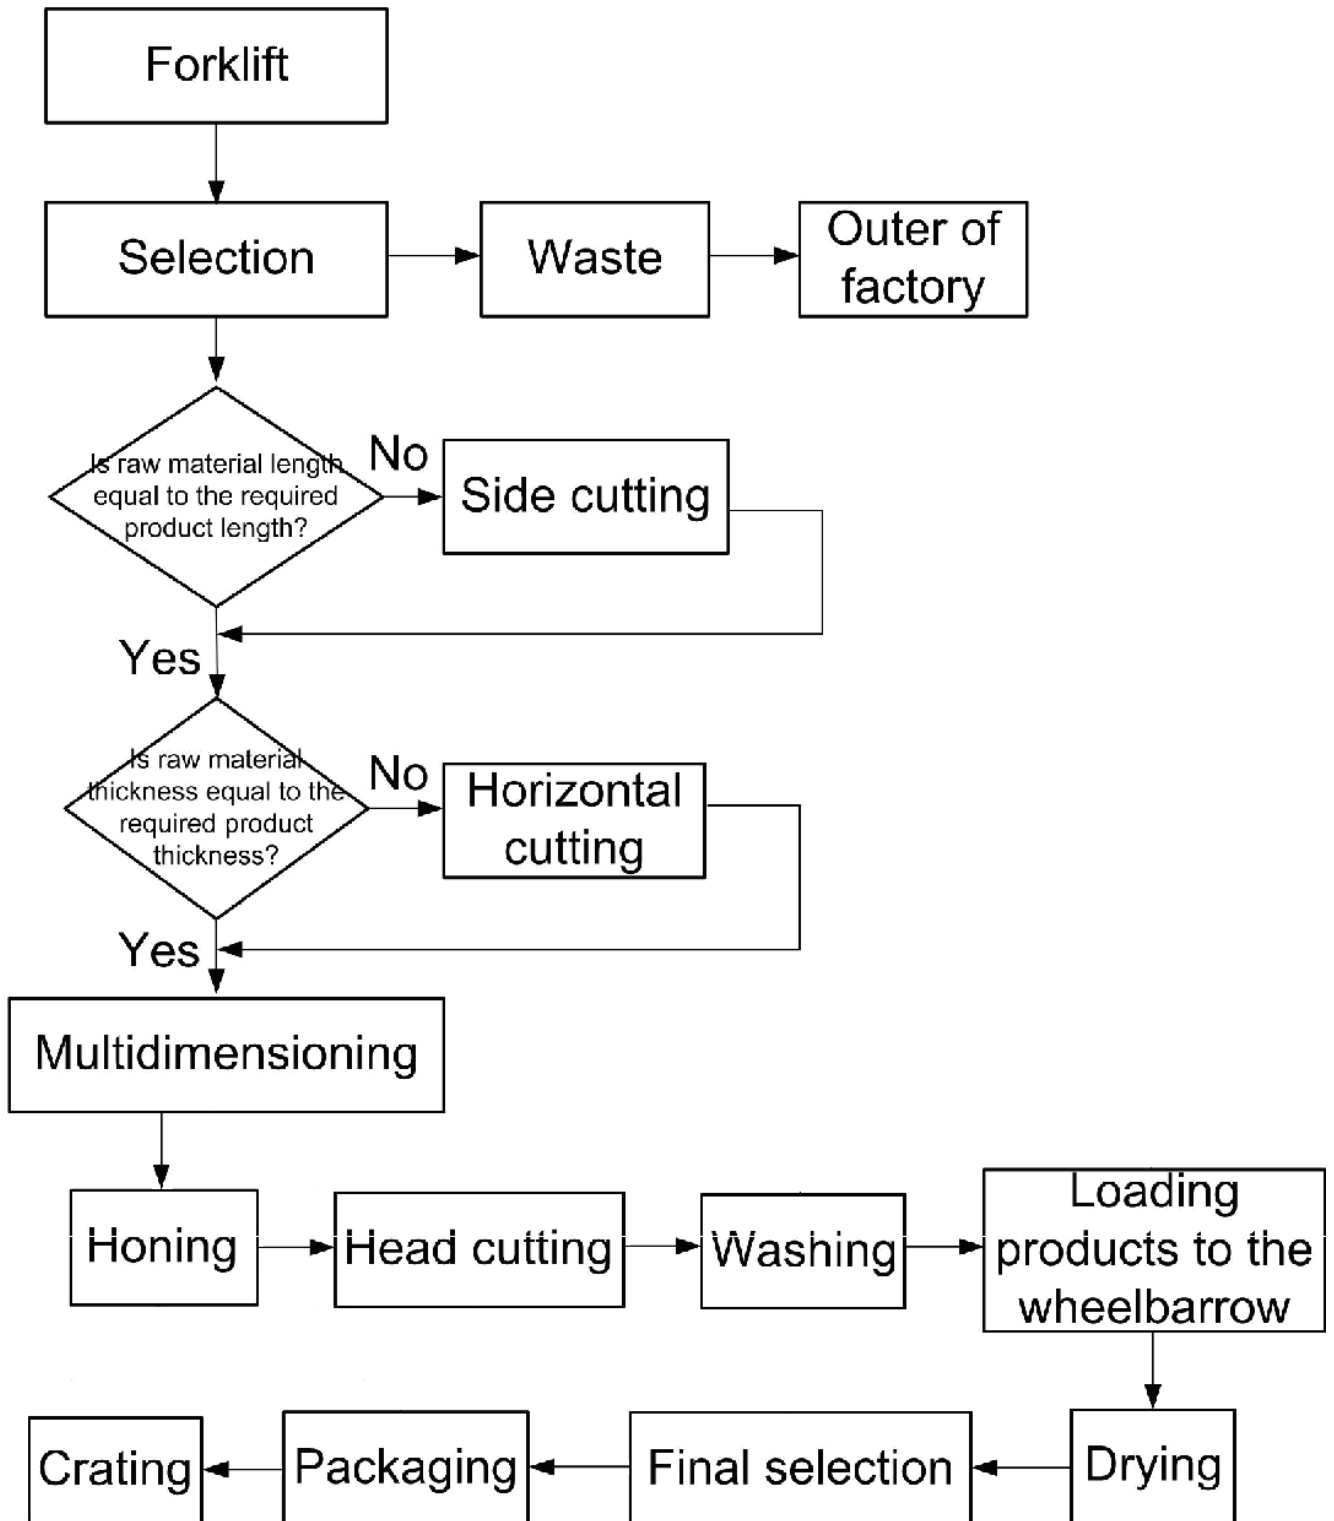 Forklift
Selection
Waste
Outer of
factory
Is raw material length
equal to the required
product length?
No
Side cutting
Yes
Is raw material
thickness equal to the
required product
thickness?
No
Horizontal
cutting
Yes
Multidimensioning
Honing
Head cutting
Washing
Loading
products to the
wheelbarrow
Crating
Packaging
Final selection
Drying